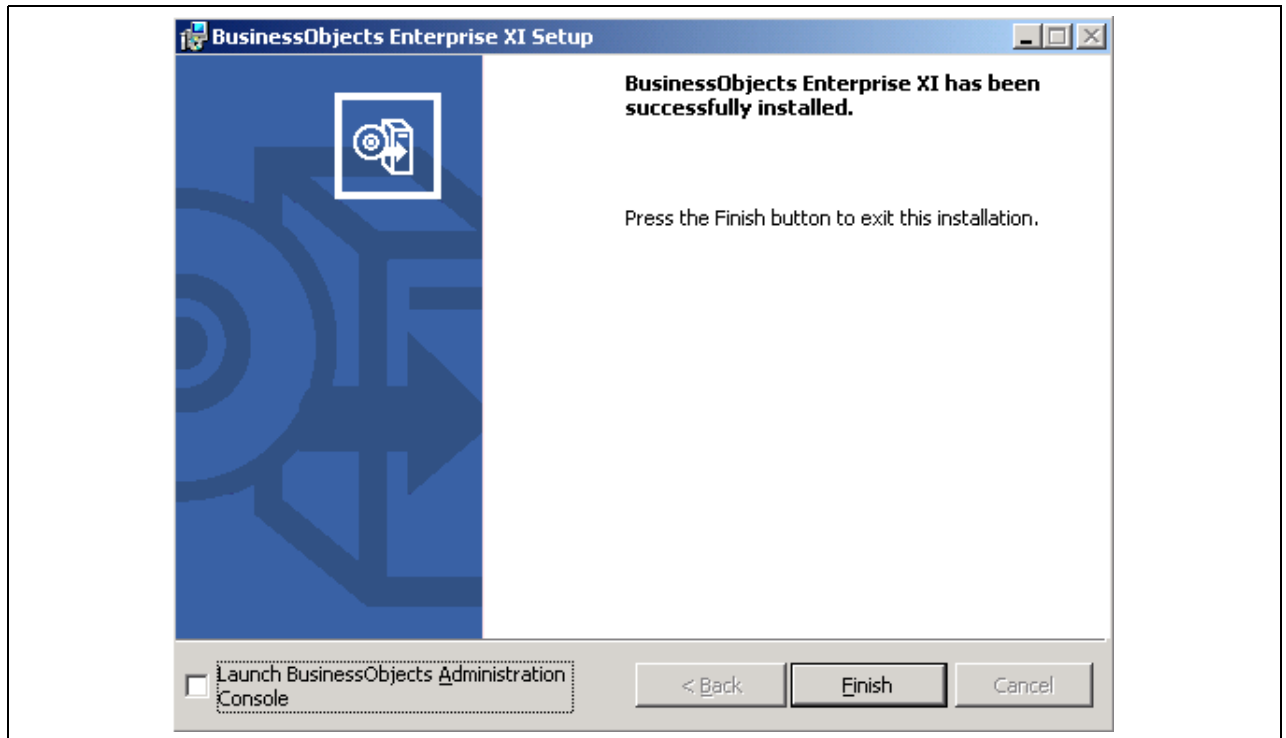 BusinessObjects Enterprise XI Setup
BusinessObjects Enterprise XI has been
successfully installed.
Press the Finish button to exit this installation.
Launch BusinessObjects Administration
Console
< Back
Finish
Cancel